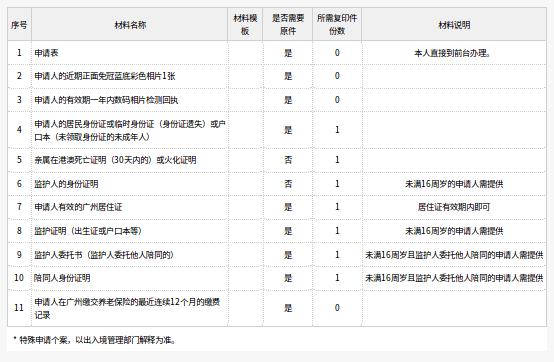 序号 材料名称 材料模板 是否需要原件 所需复印件份数 材料说明
1 申请表 是 0 本人直接到前台办理。
2 申请人的近期正面免冠蓝底彩色相片1张 是 0
3 申请人的有效期一年内数码相片检测回执 是 0
4 申请人的居民身份证或临时身份证（身份证遗失）或户
口本（未领取身份证的未成年人） 是 1
5 亲属在港澳死亡证明（30天内的）或火化证明 否 1
6 监护人的身份证明 否 1 未满16周岁的申请人需提供
7 申请人有效的广州居住证 是 1 居住证有效期内即可
8 监护证明（出生证或户口本等） 是 1 未满16周岁的申请人需提供
9 监护人委托书（监护人委托他人陪同的） 是 1 未满16周岁且监护人委托他人陪同的申请人需提供
10 陪同人身份证明 是 1 未满16周岁且监护人委托他人陪同的申请人需提供
11 申请人在广州缴交养老保险的最近连续12个月的缴费
记录 是 0
* 特殊申请个案，以出入境管理部门解释为准。